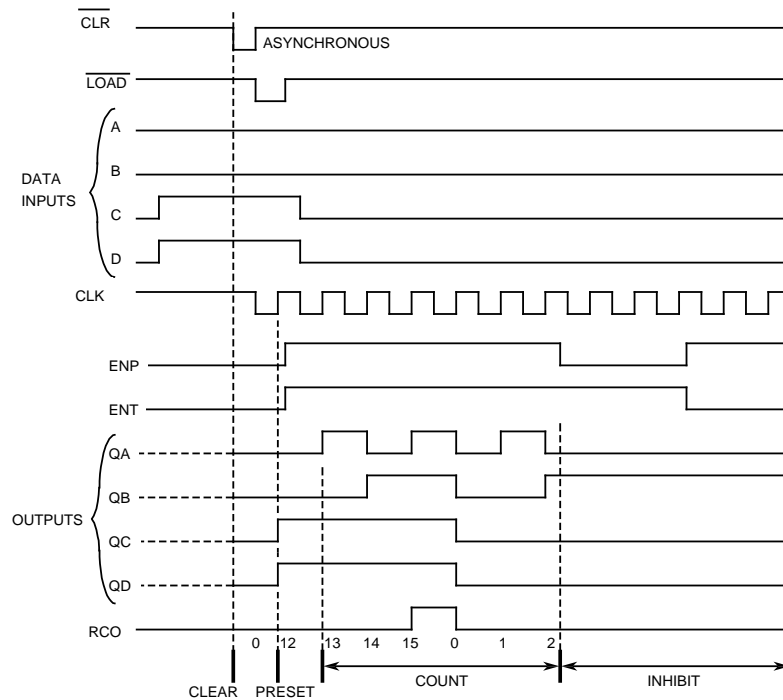 CLR
ASYNCHRONOUS
LOAD
A
B
DATA
INPUTS
C
D
CLK
ENP
ENT
QA
QB
OUTPUTS
QC
QD
RCO
0 12 13 14 15 0 1 2
CLEAR PRESET COUNT INHIBIT